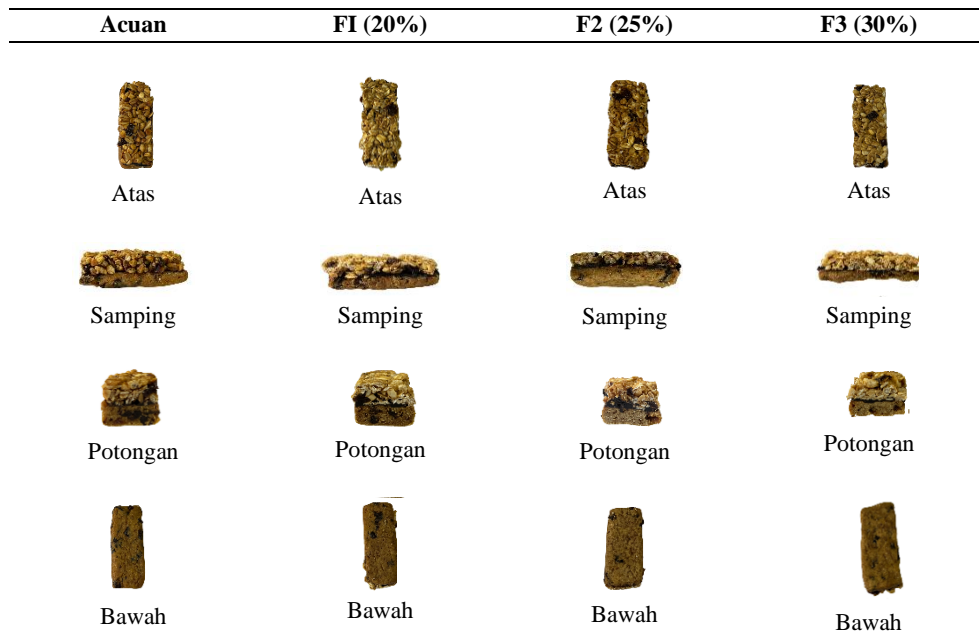 Acuan FI (20%) F2 (25%) F3 (30%)
Atas Atas Atas Atas
Samping Samping Samping Samping
Potongan Potongan Potongan Potongan
Bawah Bawah Bawah Bawah